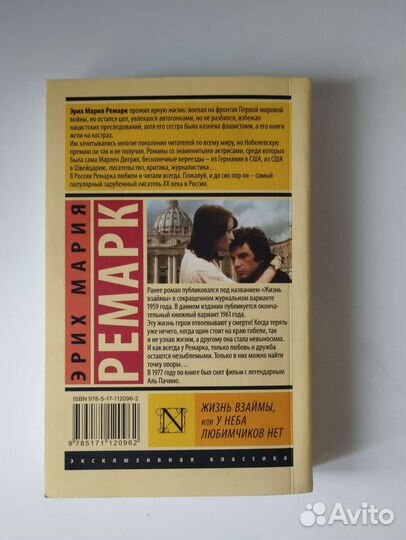 Эрих Мария Ремарк прожил яркую жизнь: воевал на фронтах Первой мировой
войны, но остался цел, увлекался автогонками, но не разбился, избежал
нацистских преследований, хотя его сестра была казнена фашистами, а его книги
жгли на кострах.
Им зачитывались многие поколения читателей по всему миру, но Нобелевскую
премию он так и не получил. Романы со знаменитыми актрисами, среди которых
была сама Марлен Дитрих, бесконечные переезды – из Германии в США, из США
в Швейцарию, писательство, критика, журналистика...
В России Ремарка любили и читали всегда. Пожалуй, и до сих пор он – самый
популярный зарубежный писатель XX века в России.
ЭРИХ МАРИЯ
РЕМАРК
Ранее роман публиковался под названием «Жизнь
взаймы» в сокращенном журнальном варианте
1959 года. В данном издании публикуется
окончательный книжный вариант 1961 года.
Эту жизнь герои отвоевывают у смерти! Когда терять
уже нечего, когда один стоит на краю гибели, так
и не узнав жизни, а другому она стала невыносима.
И как всегда у Ремарка, только любовь и дружба
остаются незыблемыми. Только в них можно найти
точку опоры...
В 1977 году по книге был снят фильм с легендарным
Аль Пачино.
ISBN 978-5-17-112096-2
9 785171 120962
N
ЖИЗНЬ ВЗАЙМЫ,
или У НЕБА
ЛЮБИМЧИКОВ НЕТ
эксклюзивная классика
Avito